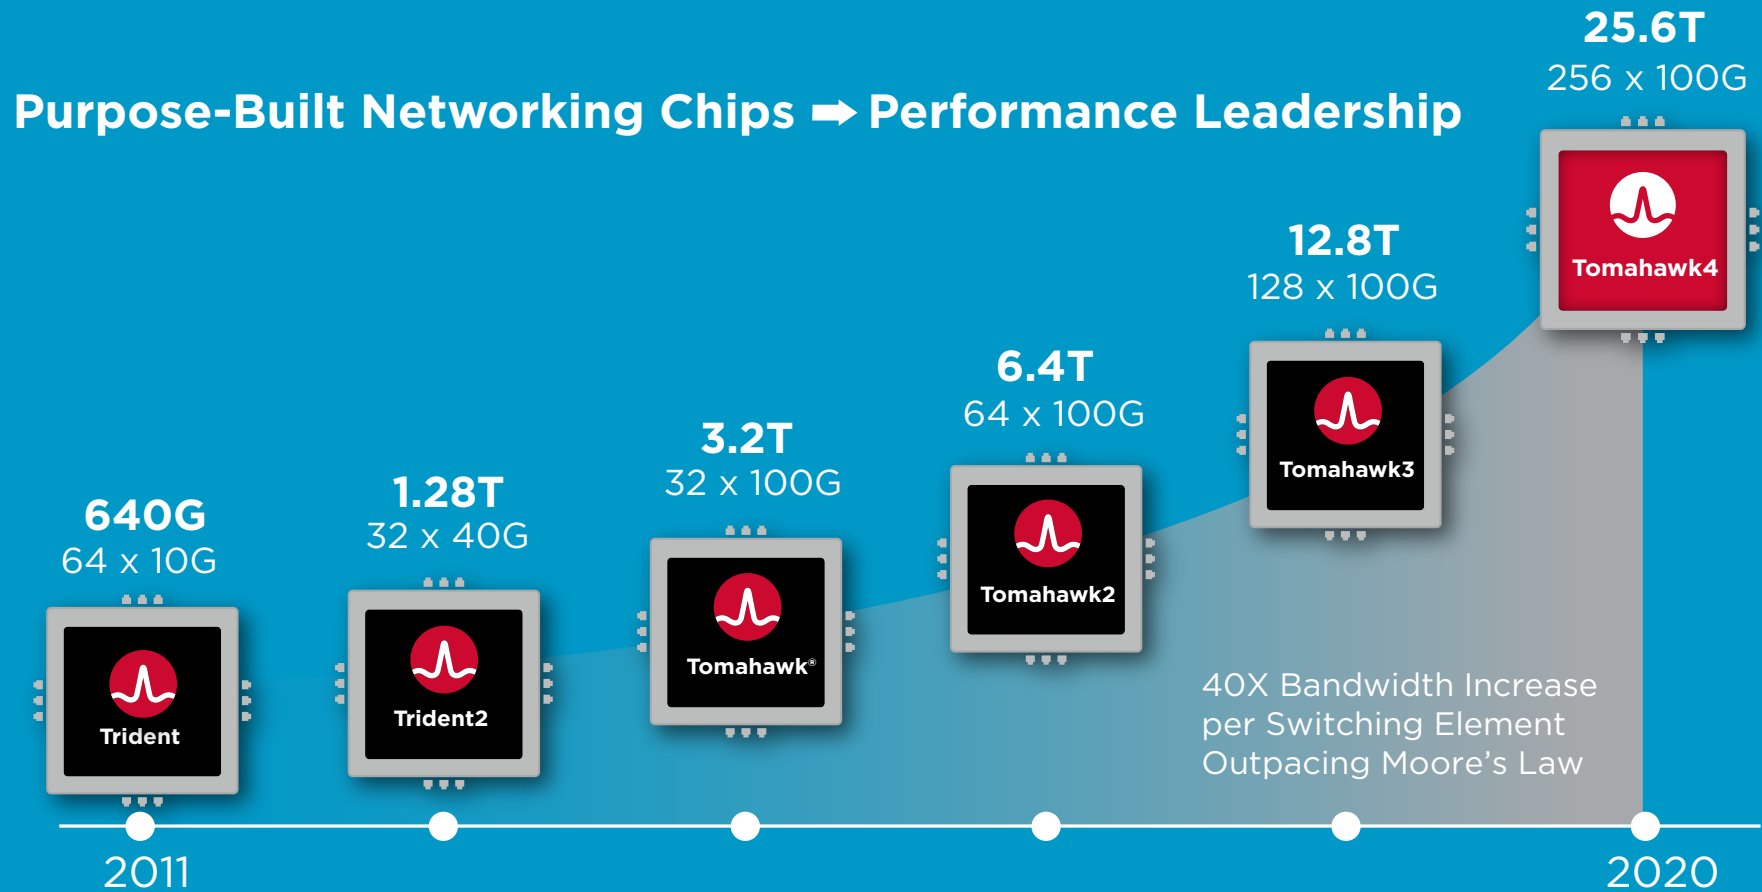 Purpose-Built Networking Chips ➡ Performance Leadership
640G
64 x 10G
Trident
1.28T
32 x 40G
Trident2
3.2T
32 x 100G
Tomahawk®
6.4T
64 x 100G
Tomahawk2
12.8T
128 x 100G
Tomahawk3
25.6T
256 x 100G
Tomahawk4
40X Bandwidth Increase
per Switching Element
Outpacing Moore’s Law
2011
2020